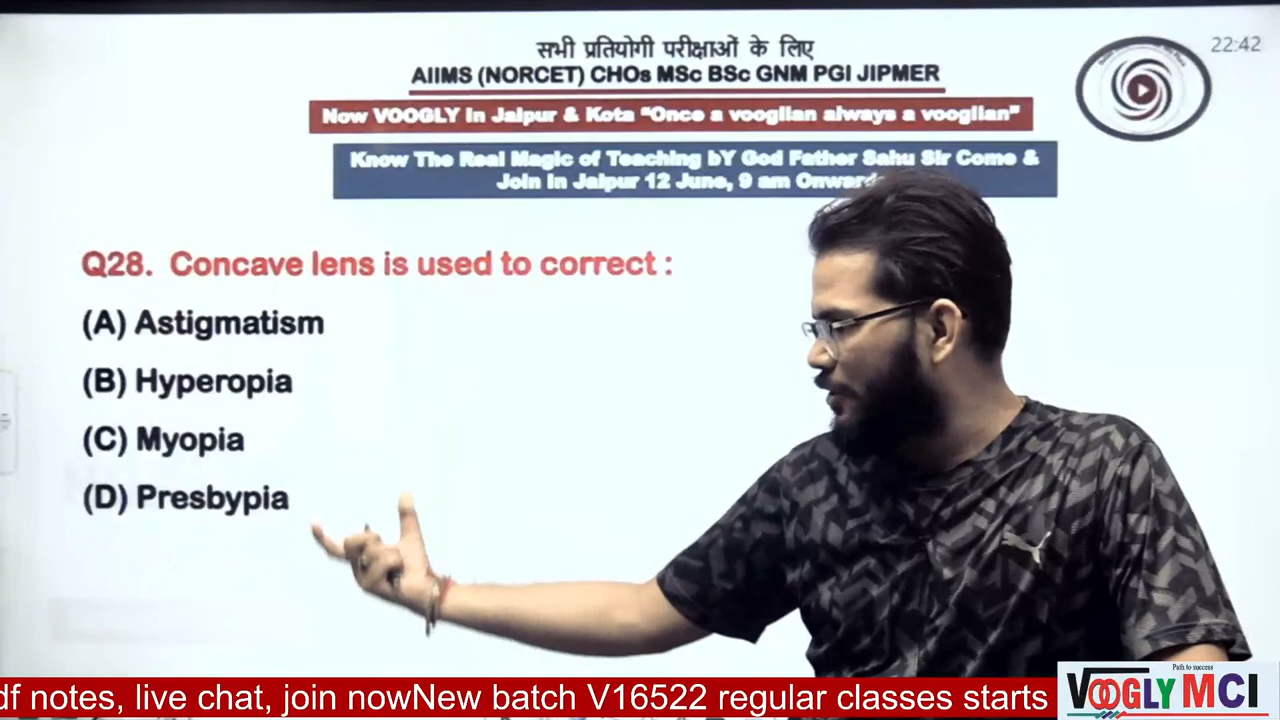 सभी प्रतियोगी परीक्षाओं के लिए
22:42
AIIMS (NORCET) CHOs MSc BSc GNM PGI JIPMER
Now VOOGLY in Jaipur & Kota “Once a vooglian always a vooglian”
Know The Real Magic of Teaching bY God Father Sahu Sir Come &
Join in Jaipur 12 June, 9 am Onward
Q28. Concave lens is used to correct :
(A) Astigmatism
(B) Hyperopia
(C) Myopia
(D) Presbypia
Path to success
VOOGLY MCI
df notes, live chat, join nowNew batch V16522 regular classes starts